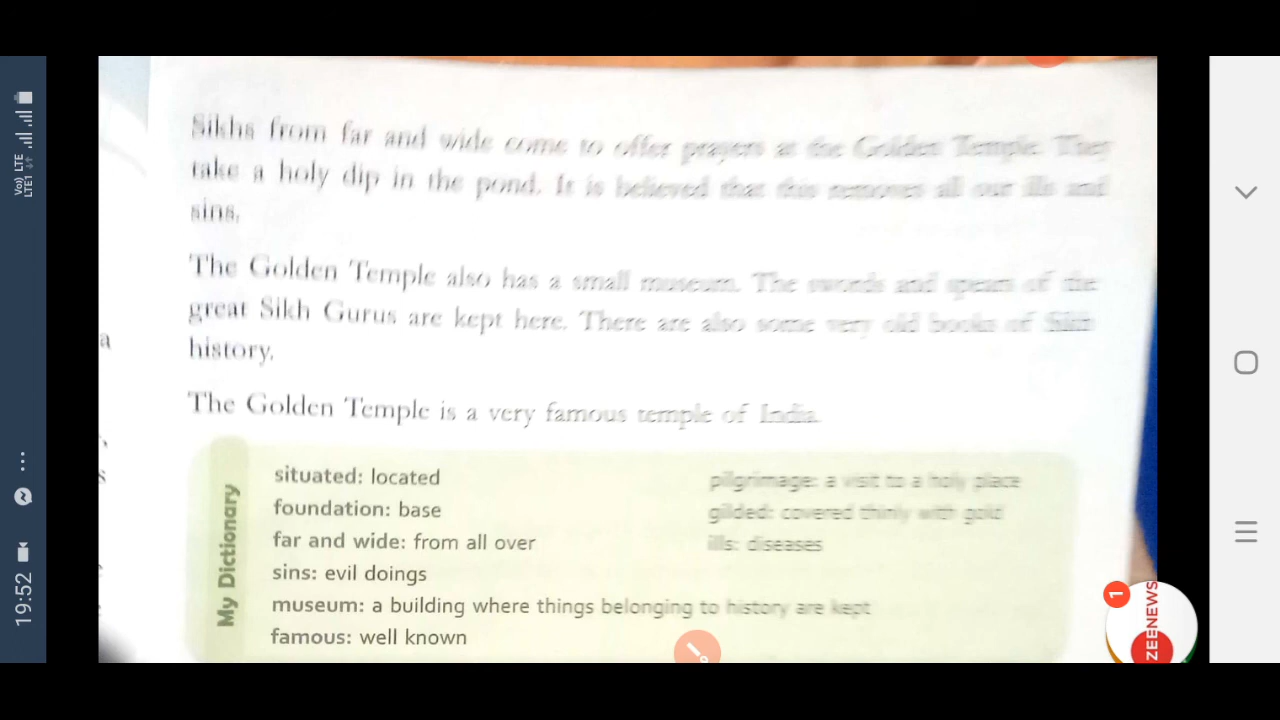 Sikhs from far and wide come to offer prayers at the Golden Temple. They
take a holy dip in the pond. It is believed that this removes all our ills and
sins.
The Golden Temple also has a small museum. The swords and spears of the
great Sikh Gurus are kept here. There are also some very old books of Sikh
history.
The Golden Temple is a very famous temple of India.
My Dictionary
situated: located
foundation: base
far and wide: from all over
sins: evil doings
museum: a building where things belonging to history are kept
famous: well known
pilgrimage: a visit to a holy place
gilded: covered thinly with gold
ills: diseases
a
s
19:52
Vo) LTE
LTE1
1
ZEENEWS